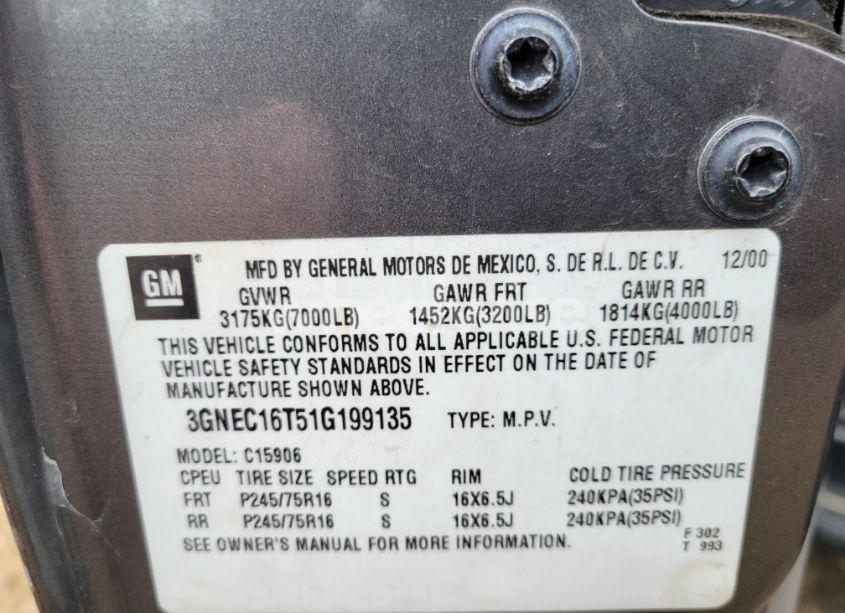 GM® MFD BY GENERAL MOTORS DE MEXICO, S. DE R.L. DE C.V. 12/00
GVWR GAWR FRT GAWR RR
3175KG(7000LB) 1452KG(3200LB) 1814KG(4000LB)
THIS VEHICLE CONFORMS TO ALL APPLICABLE U.S. FEDERAL MOTOR
VEHICLE SAFETY STANDARDS IN EFFECT ON THE DATE OF
MANUFACTURE SHOWN ABOVE.
3GNEC16T51G199135 TYPE: M.P.V.
MODEL: C15906
CPEU TIRE SIZE SPEED RTG RIM COLD TIRE PRESSURE
FRT P245/75R16 S 16X6.5J 240KPA(35PSI)
RR P245/75R16 S 16X6.5J 240KPA(35PSI)
SEE OWNER'S MANUAL FOR MORE INFORMATION. F 302
T 993